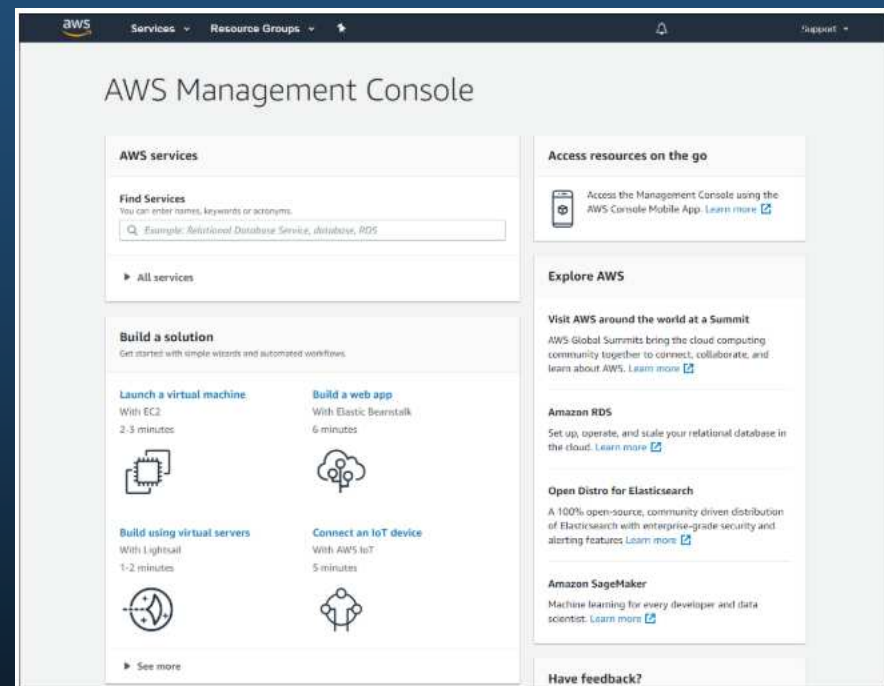 aws
Services
Resource Groups
Support
AWS Management Console
AWS services
Find Services
You can enter names, keywords or acronyms.
Example: Relational Database Service, database, RDS
All services
Build a solution
Get started with simple wizards and automated workflows.
Launch a virtual machine
With EC2
2-3 minutes
Build a web app
With Elastic Beanstalk
6 minutes
Build using virtual servers
With Lightsail
1-2 minutes
Connect an IoT device
With AWS IoT
5 minutes
See more
Access resources on the go
Access the Management Console using the
AWS Console Mobile App. Learn more
Explore AWS
Visit AWS around the world at a Summit
AWS Global Summits bring the cloud computing
community together to connect, collaborate, and
learn about AWS. Learn more
Amazon RDS
Set up, operate, and scale your relational database in
the cloud. Learn more
Open Distro for Elasticsearch
A 100% open-source, community driven distribution
of Elasticsearch with enterprise-grade security and
alerting features Learn more
Amazon SageMaker
Machine learning for every developer and data
scientist. Learn more
Have feedback?